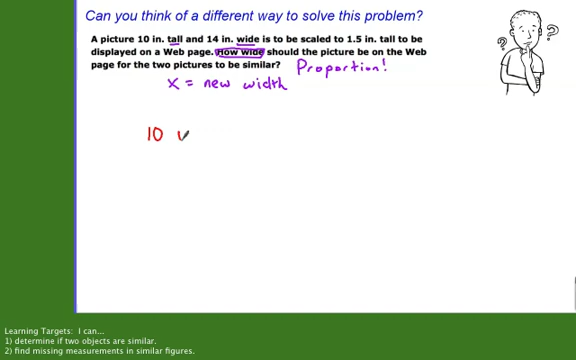 Can you think of a different way to solve this problem?
A picture 10 in. tall and 14 in. wide is to be scaled to 1.5 in. tall to be
displayed on a Web page. How wide should the picture be on the Web
page for the two pictures to be similar? Proportion!
x = new width
10
Learning Targets: I can...
1) determine if two objects are similar.
2) find missing measurements in similar figures.